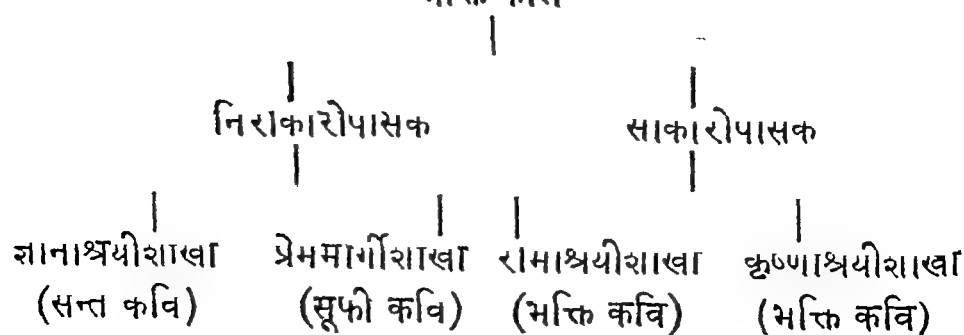 निराकारोपासक साकारोपासक
ज्ञानाश्रयीशाखा प्रेममार्गीशाखा रामाश्रयीशाखा कृष्णाश्रयीशाखा
(सन्त कवि) (सूफी कवि) (भक्ति कवि) (भक्ति कवि)